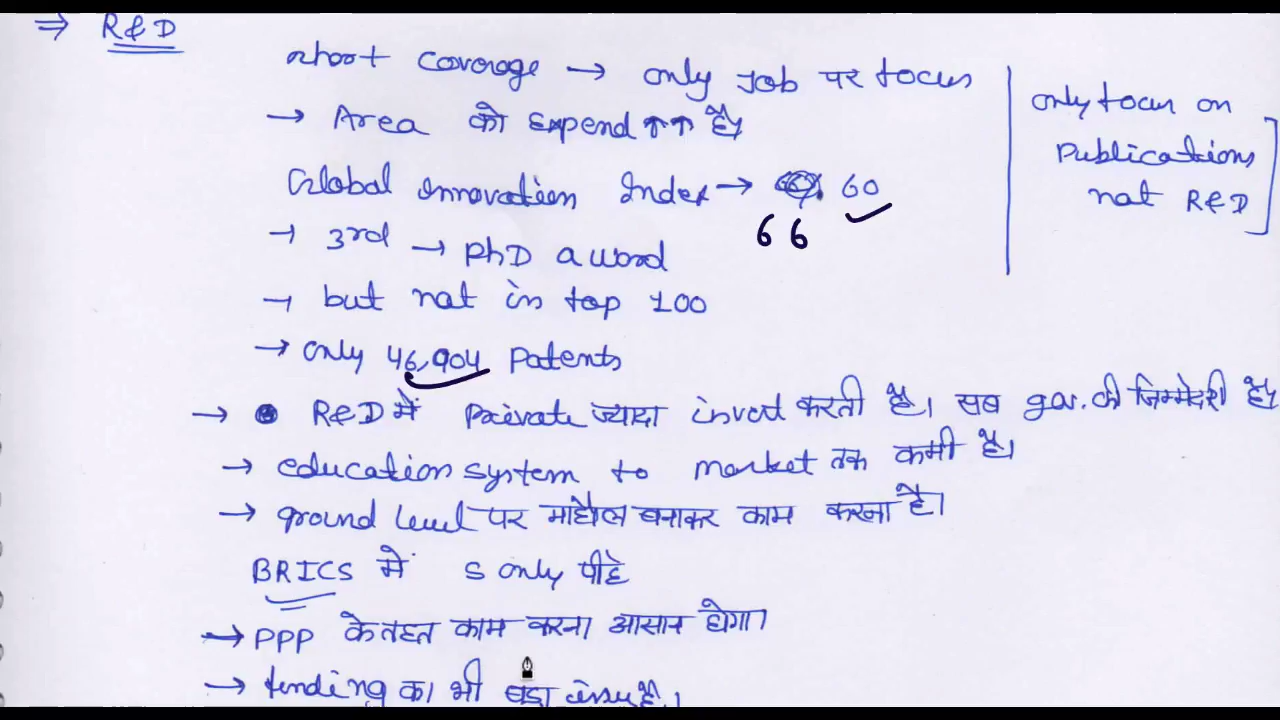 ⇒ R&D
short coverage → only Job पर focus
→ Area को Expend ↑↑ है।
Global Innovation Index → 60
66
→ 3rd → PhD award
→ but not in top 100
→ only 46,904 Patents
→ R&D में Private ज्यादा invest करती है। सब gov. की जिम्मेदरी है।
→ education system to market तक कमी है।
→ ground level पर माहौल बनाकर काम करना है।
BRICS में S only पीछे
→ PPP के तहत काम करना आसान होगा।
→ funding का भी बड़ा issue है।
only focus on
Publications
not R&D